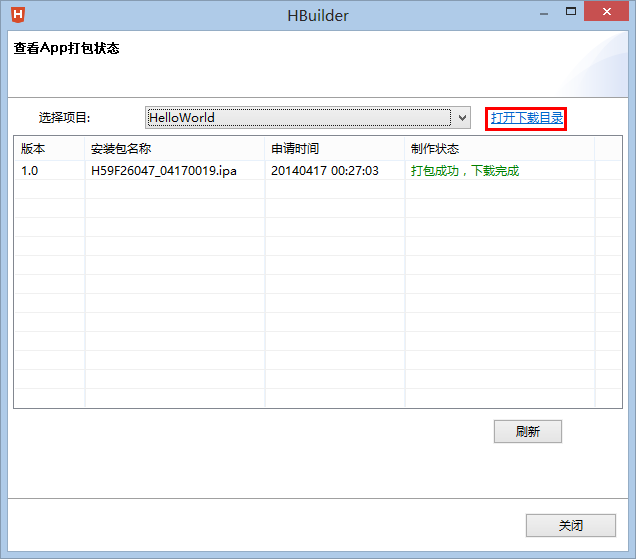 HBuilder
查看App打包状态
选择项目: HelloWorld 打开下载目录
版本 安装包名称 申请时间 制作状态
1.0 H59F26047_04170019.ipa 20140417 00:27:03 打包成功，下载完成
刷新
关闭